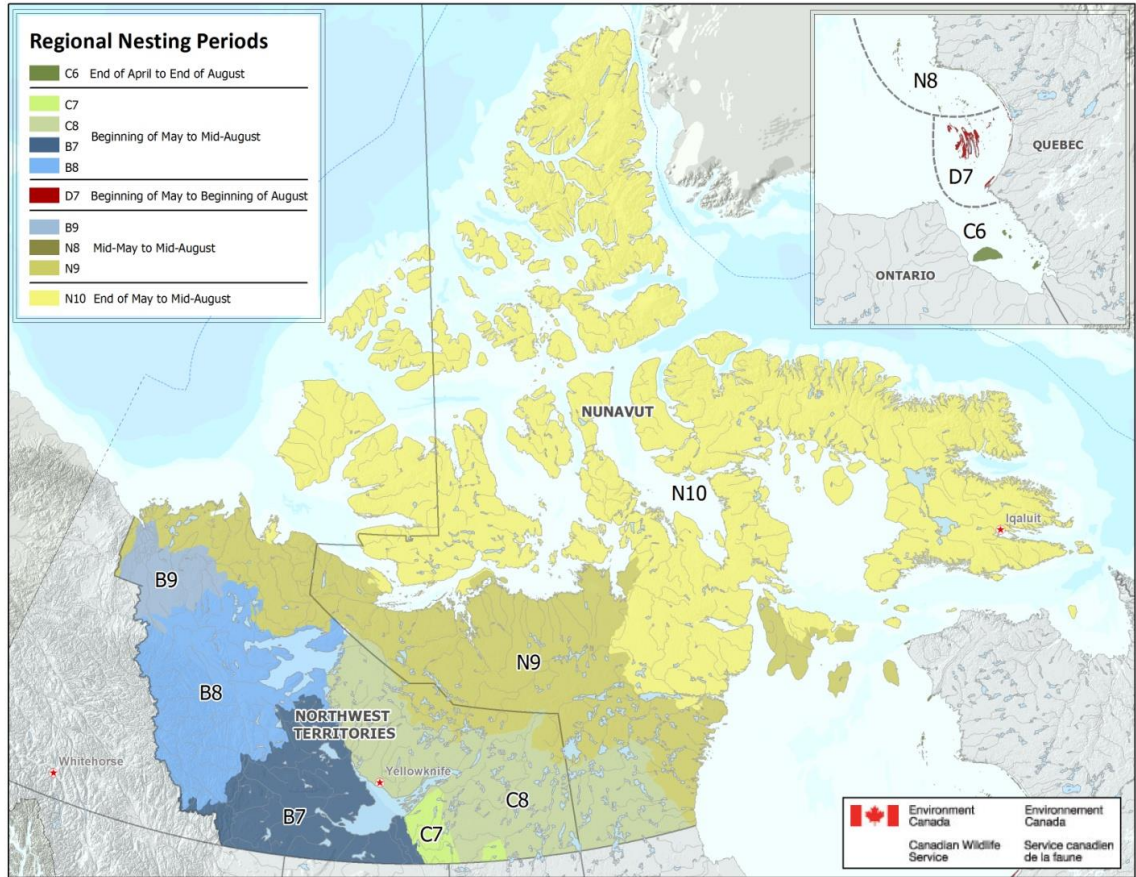 Regional Nesting Periods
C6 End of April to End of August
C7
C8
Beginning of May to Mid-August
B7
B8
D7 Beginning of May to Beginning of August
B9
N8 Mid-May to Mid-August
N9
N10 End of May to Mid-August
N8
QUEBEC
D7
C6
ONTARIO
NUNAVUT
N10
Iqaluit
B9
N9
B8
NORTHWEST
TERRITORIES
Whitehorse
Yellowknife
B7
C8
C7
Environment
Canada
Canadian Wildlife
Service
Environnement
Canada
Service canadien
de la faune